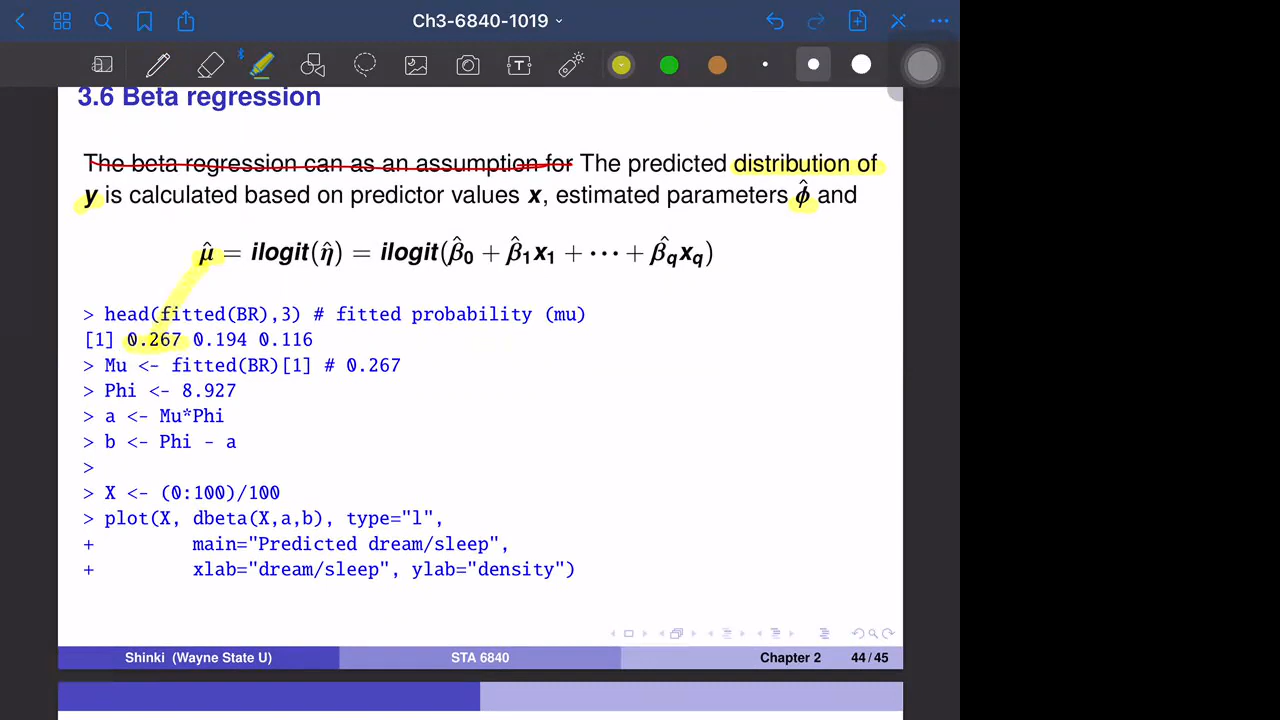 Ch3-6840-1019
T
3.6 Beta regression
The beta regression can as an assumption for The predicted distribution of
y is calculated based on predictor values x, estimated parameters ϕ̂ and
μ̂ = ilogit(η̂) = ilogit(β̂₀ + β̂₁x₁ + ⋯ + β̂_q x_q)
> head(fitted(BR),3) # fitted probability (mu)
[1] 0.267 0.194 0.116
> Mu <- fitted(BR)[1] # 0.267
> Phi <- 8.927
> a <- Mu*Phi
> b <- Phi - a
>
> X <- (0:100)/100
> plot(X, dbeta(X,a,b), type="l",
+ main="Predicted dream/sleep",
+ xlab="dream/sleep", ylab="density")
Shinki (Wayne State U) STA 6840 Chapter 2 44 / 45